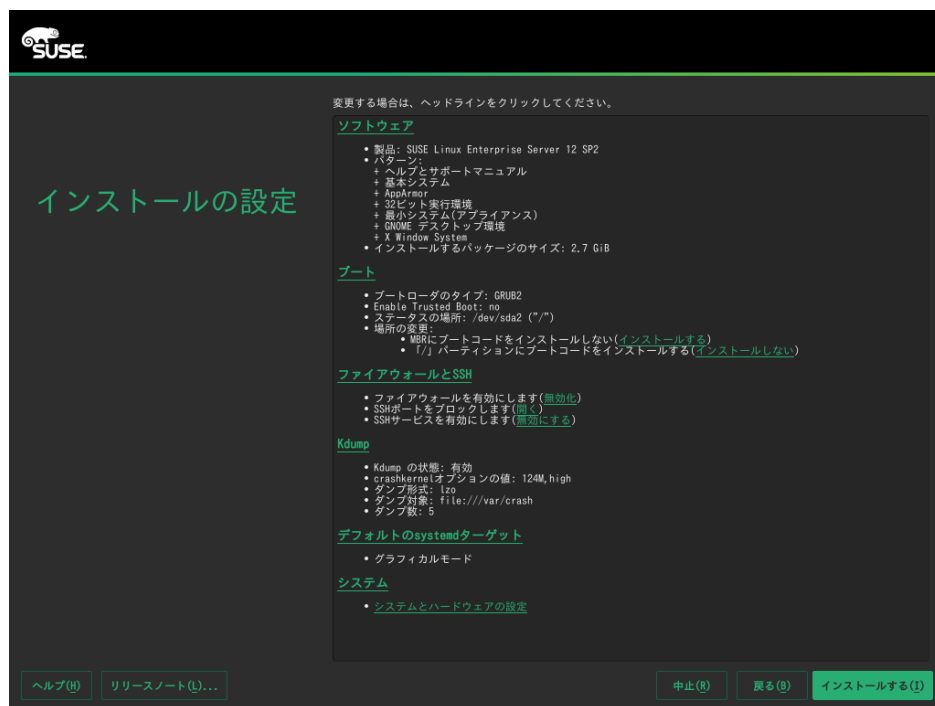 SUSE.
変更する場合は、ヘッドラインをクリックしてください。
インストールの設定
ソフトウェア
• 製品: SUSE Linux Enterprise Server 12 SP2
• パターン:
+ ヘルプとサポートマニュアル
+ 基本システム
+ AppArmor
+ 32ビット実行環境
+ 最小システム(アプライアンス)
+ GNOME デスクトップ環境
+ X Window System
• インストールするパッケージのサイズ: 2.7 GiB
ブート
• ブートローダのタイプ: GRUB2
• Enable Trusted Boot: no
• ステータスの場所: /dev/sda2 ("/")
• 場所の変更:
• MBRにブートコードをインストールしない(インストールする)
• 「/」パーティションにブートコードをインストールする(インストールしない)
ファイアウォールとSSH
• ファイアウォールを有効にします(無効化)
• SSHポートをブロックします(開く)
• SSHサービスを有効にします(無効にする)
Kdump
• Kdump の状態: 有効
• crashkernelオプションの値: 124M,high
• ダンプ形式: lzo
• ダンプ対象: file:///var/crash
• ダンプ数: 5
デフォルトのsystemdターゲット
• グラフィカルモード
システム
• システムとハードウェアの設定
ヘルプ(H) リリースノート(L)... 中止(R) 戻る(B) インストールする(I)